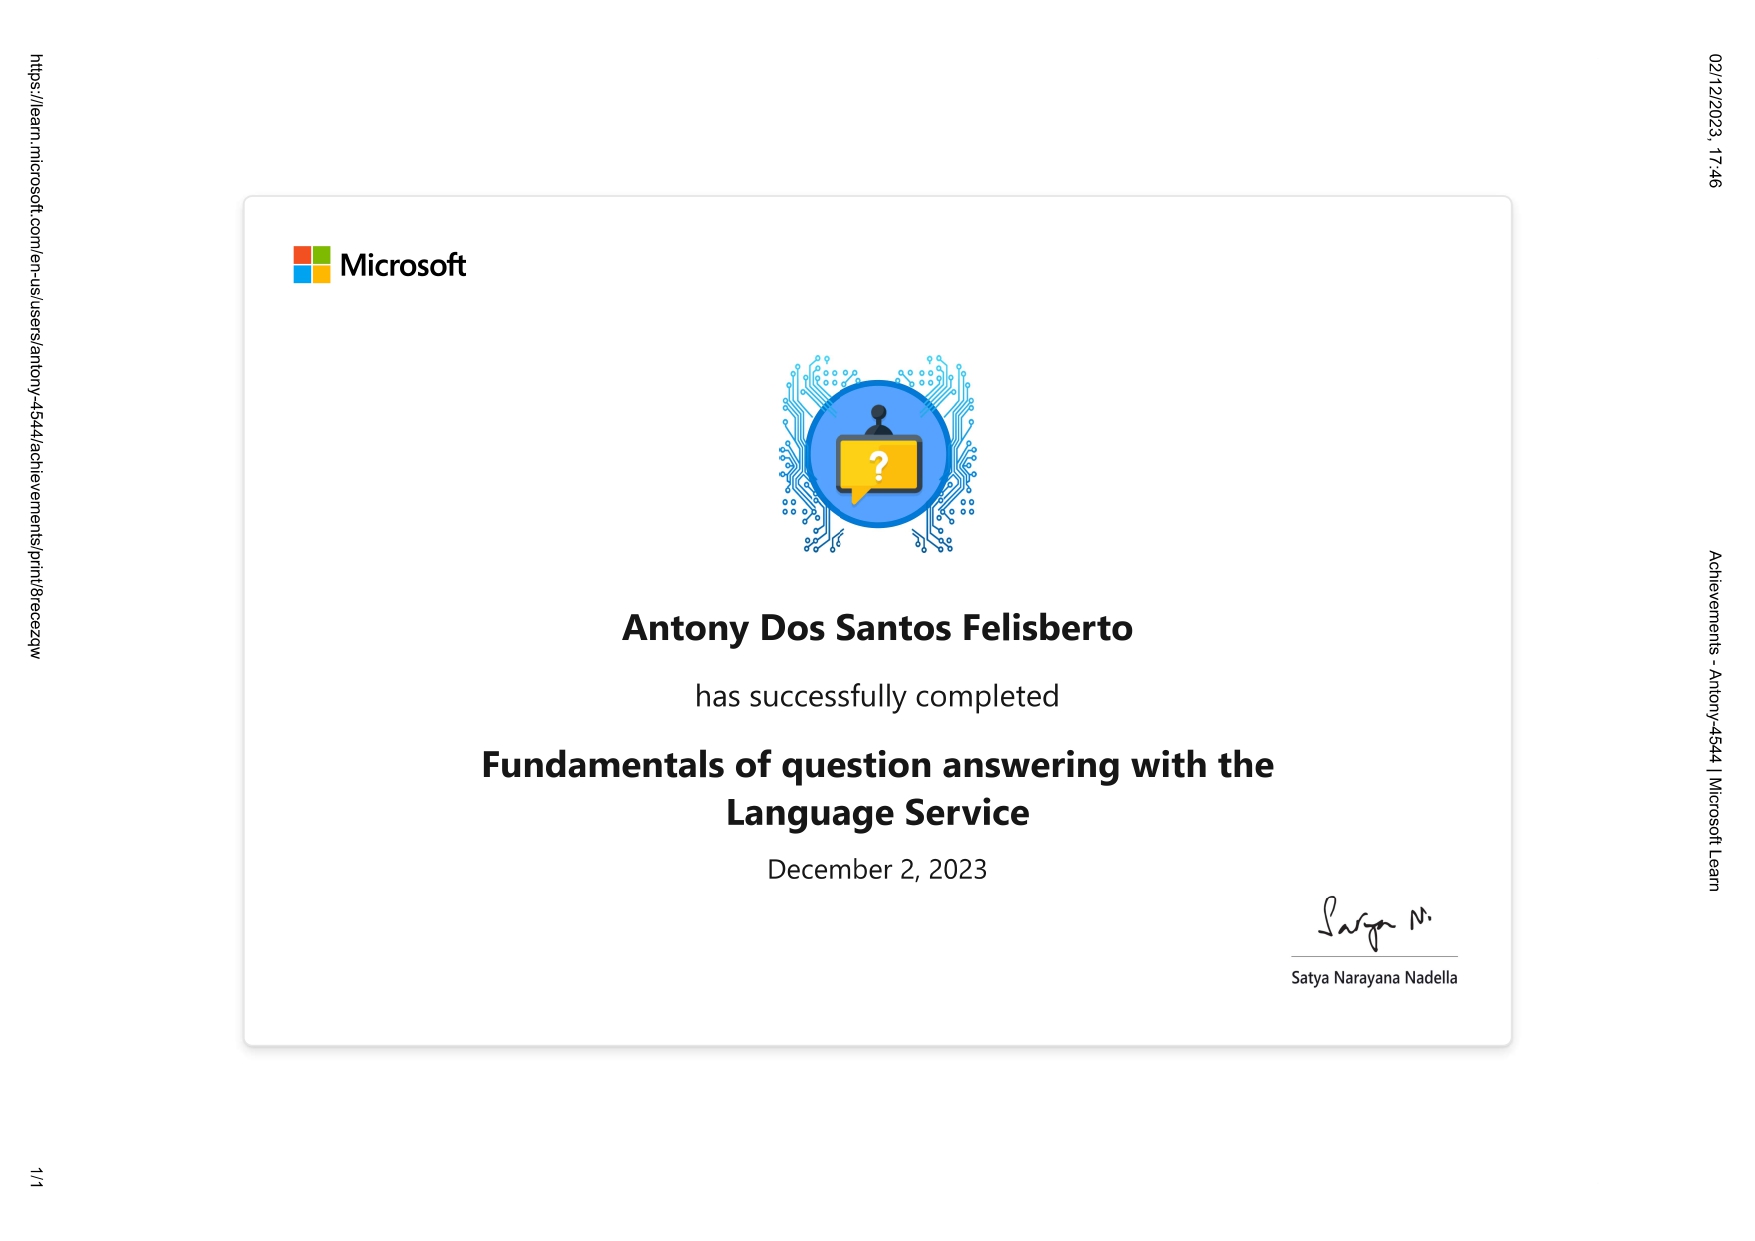 02/12/2023, 17:46
Achievements - Antony-4544 | Microsoft Learn
Microsoft
?
Antony Dos Santos Felisberto
has successfully completed
Fundamentals of question answering with the
Language Service
December 2, 2023
Satya N.
Satya Narayana Nadella
https://learn.microsoft.com/en-us/users/antony-4544/achievements/print/8recezqw
1/1